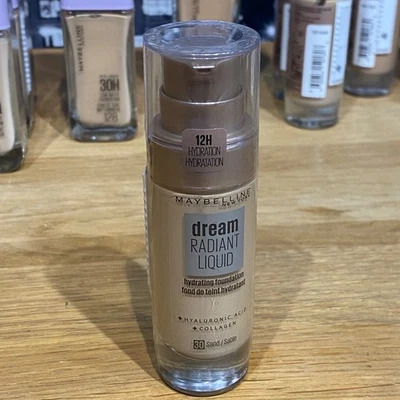 MAYBELLINE
30H
12H
HYDRATION
HYDRATATION
MAYBELLINE
NEW YORK
dream
RADIANT
LIQUID
hydrating foundation
fond de teint hydratant
+HYALURONIC ACID
+COLLAGEN
30 Sand / Sable